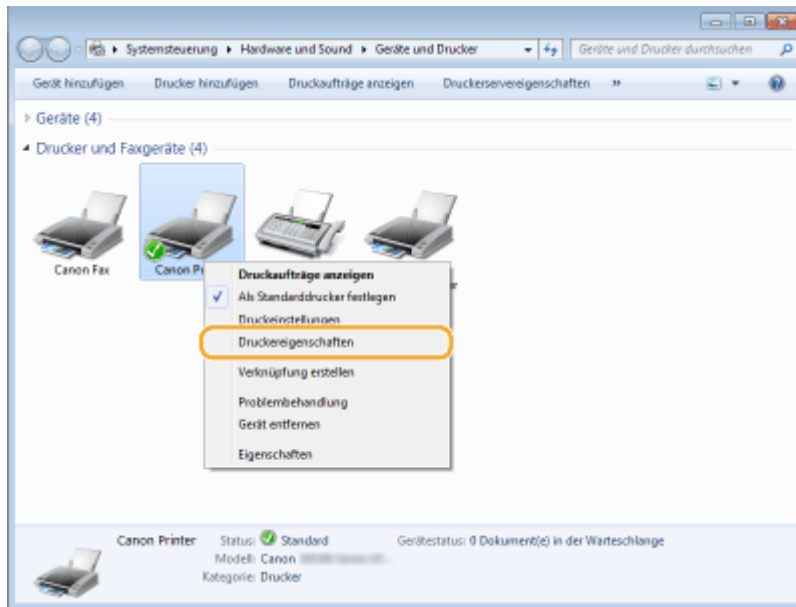 Systemsteuerung ▸ Hardware und Sound ▸ Geräte und Drucker
Geräte und Drucker durchsuchen
Gerät hinzufügen Drucker hinzufügen Druckaufträge anzeigen Druckerservereigenschaften »
Geräte (4)
Drucker und Faxgeräte (4)
Canon Fax
Druckaufträge anzeigen
Als Standarddrucker festlegen
Druckeinstellungen
Druckereigenschaften
Verknüpfung erstellen
Problembehandlung
Gerät entfernen
Eigenschaften
Canon Printer Status: Standard Gerätestatus: 0 Dokument(e) in der Warteschlange
Modell: Canon
Kategorie: Drucker